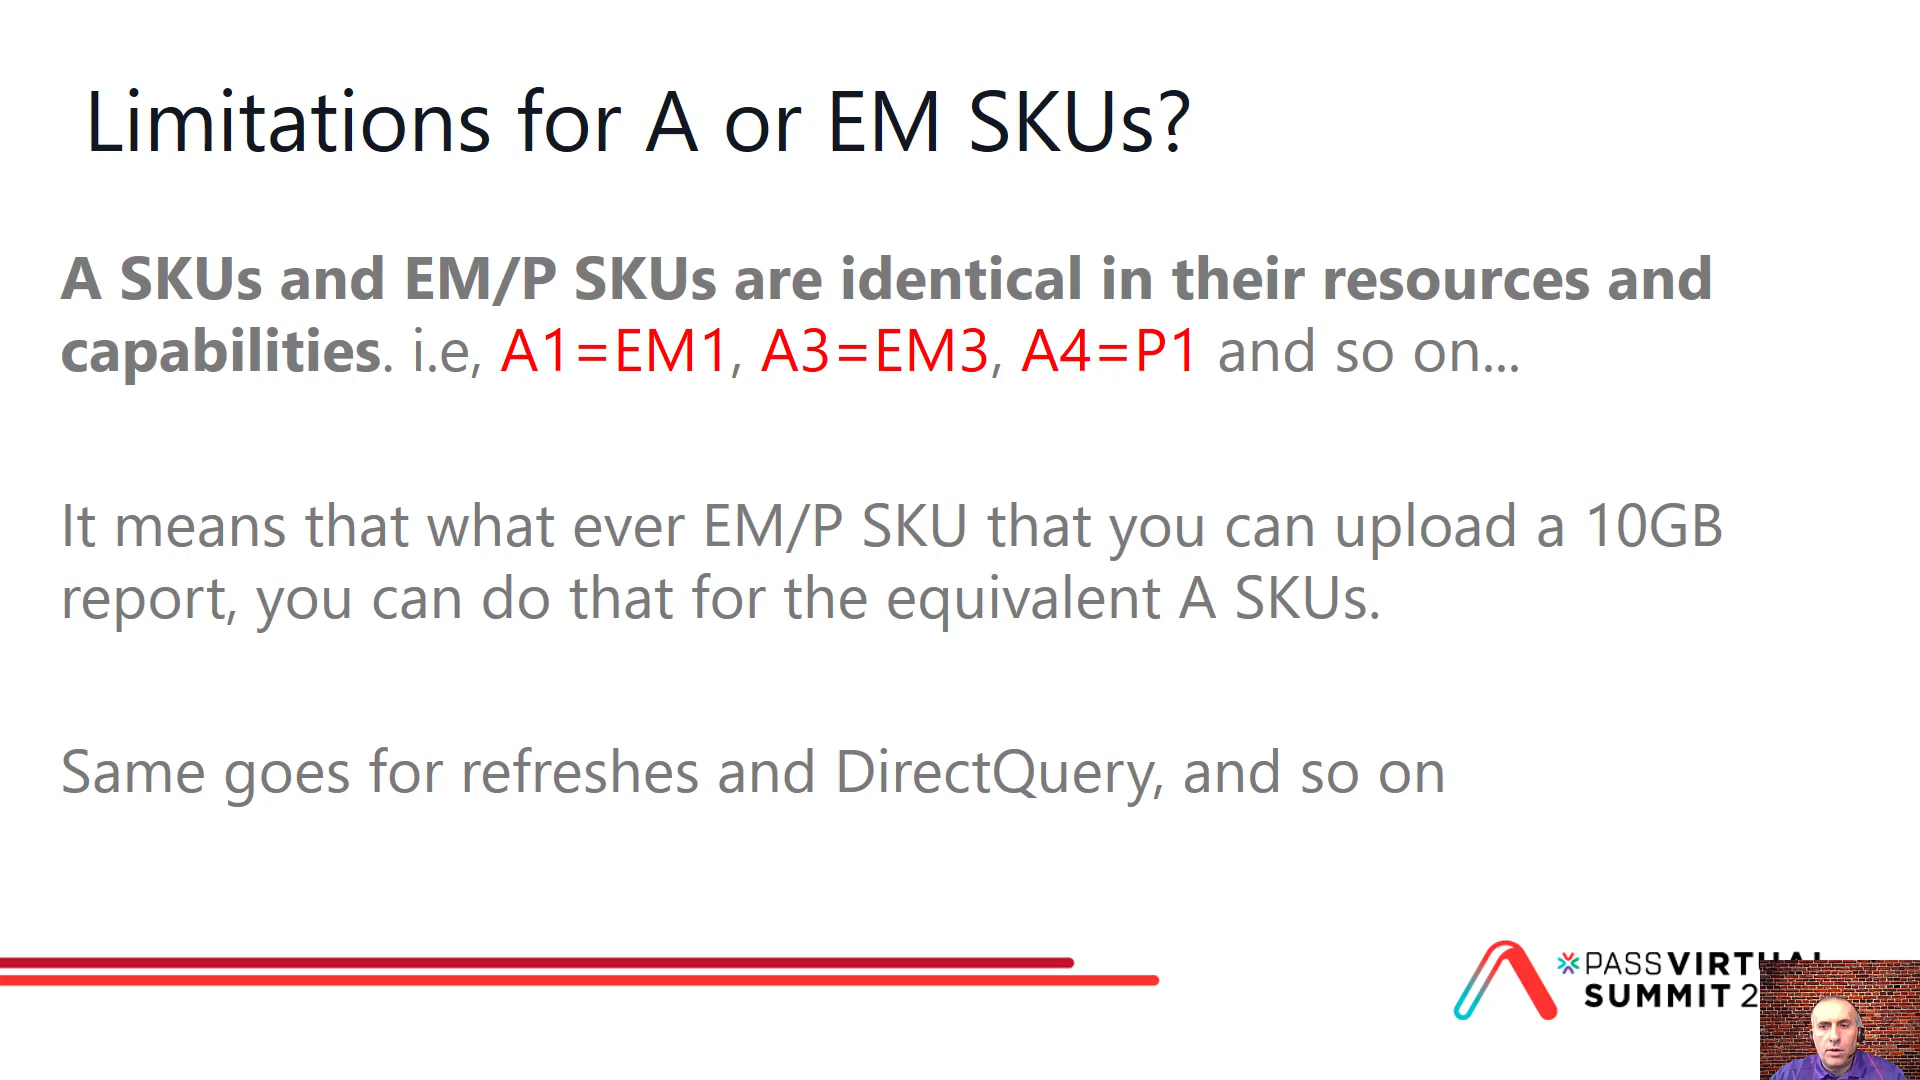 Limitations for A or EM SKUs?
A SKUs and EM/P SKUs are identical in their resources and
capabilities. i.e, A1=EM1, A3=EM3, A4=P1 and so on...
It means that what ever EM/P SKU that you can upload a 10GB
report, you can do that for the equivalent A SKUs.
Same goes for refreshes and DirectQuery, and so on
PASS VIRTUAL
SUMMIT 2